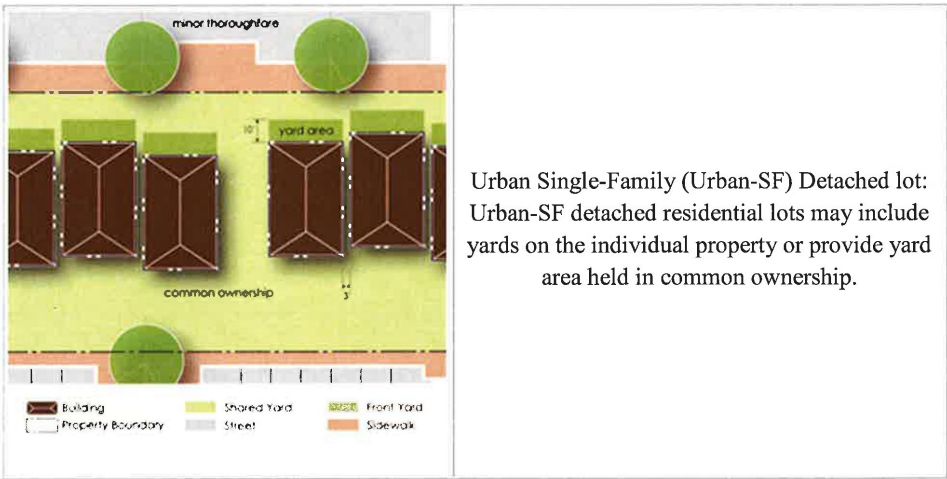 minor thoroughfare
10'
yard area
common ownership
3'
Building
Shared Yard
Front Yard
Property Boundary
Street
Sidewalk
Urban Single-Family (Urban-SF) Detached lot:
Urban-SF detached residential lots may include
yards on the individual property or provide yard
area held in common ownership.